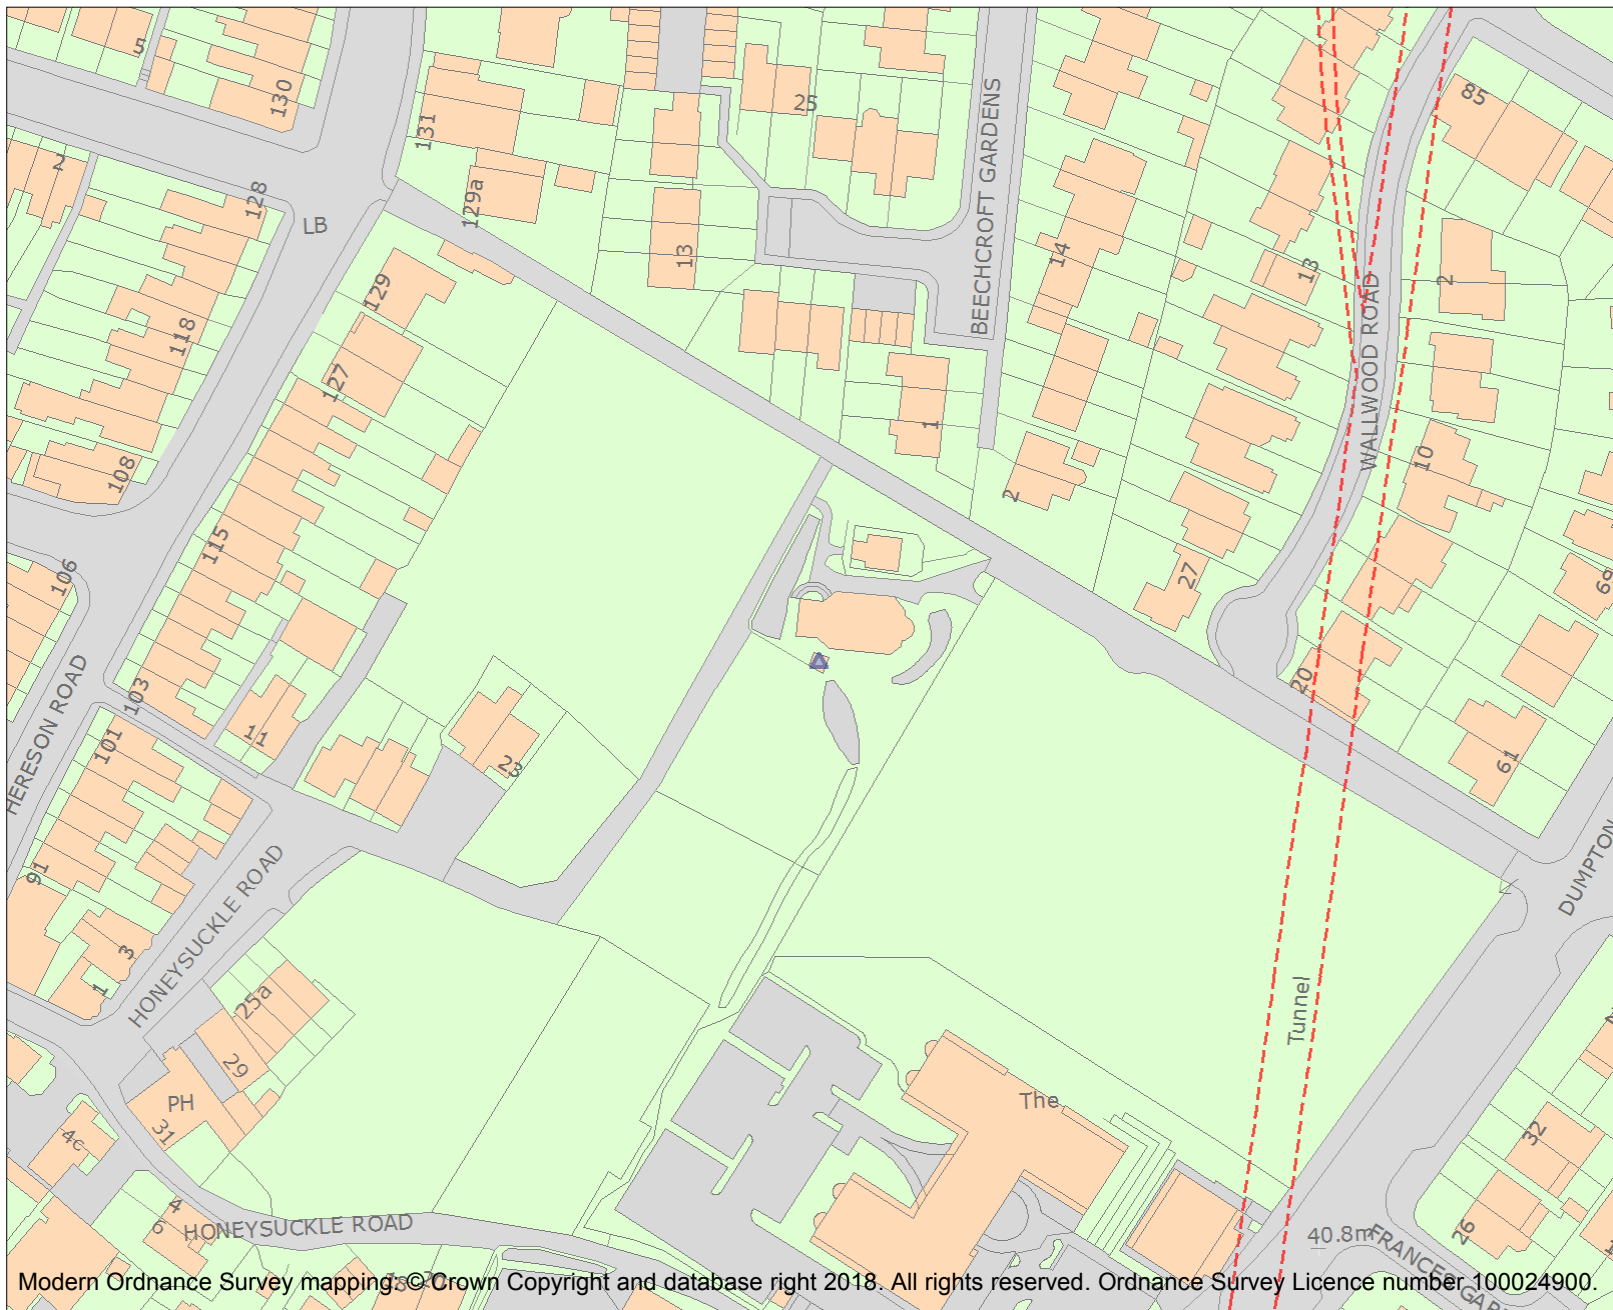 5
130
131
25
85
2
128
129a
LB
13
BEECHCROFT GARDENS
14
13
2
129
118
127
WALLWOOD ROAD
1
10
108
2
115
106
27
69
103
20
HERESON ROAD
11
101
23
61
91
DUMPTON
HONEYSUCKLE ROAD
3
1
25a
Tunnel
29
PH
31
The
4c
32
4
6
HONEYSUCKLE ROAD
40.8m
26
Modern Ordnance Survey mapping: © Crown Copyright and database right 2018. All rights reserved. Ordnance Survey Licence number 100024900.